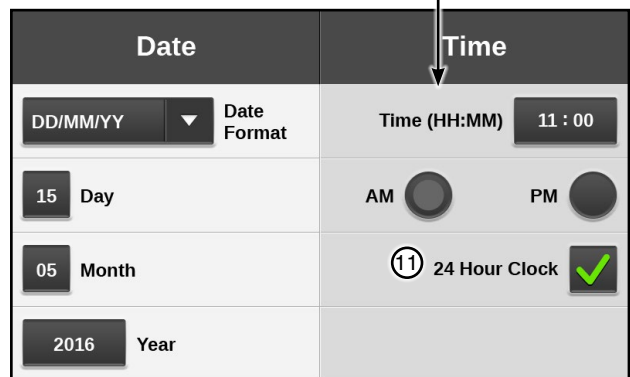 Date
Time
DD/MM/YY
Date
Format
Time (HH:MM)
11 : 00
15 Day
AM
PM
05 Month
11 24 Hour Clock
2016 Year